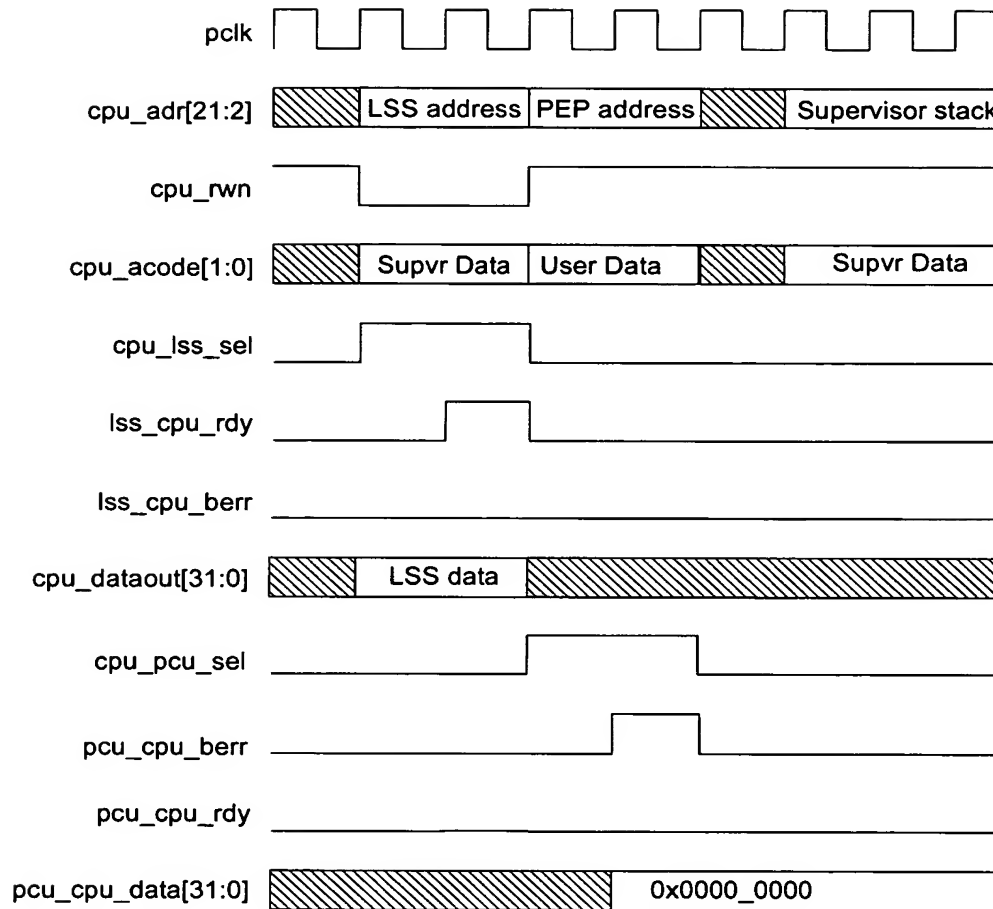 pclk
cpu_adr[21:2] LSS address PEP address Supervisor stack
cpu_rwn
cpu_acode[1:0] Supvr Data User Data Supvr Data
cpu_lss_sel
lss_cpu_rdy
lss_cpu_berr
cpu_dataout[31:0] LSS data
cpu_pcu_sel
pcu_cpu_berr
pcu_cpu_rdy
pcu_cpu_data[31:0] 0x0000_0000